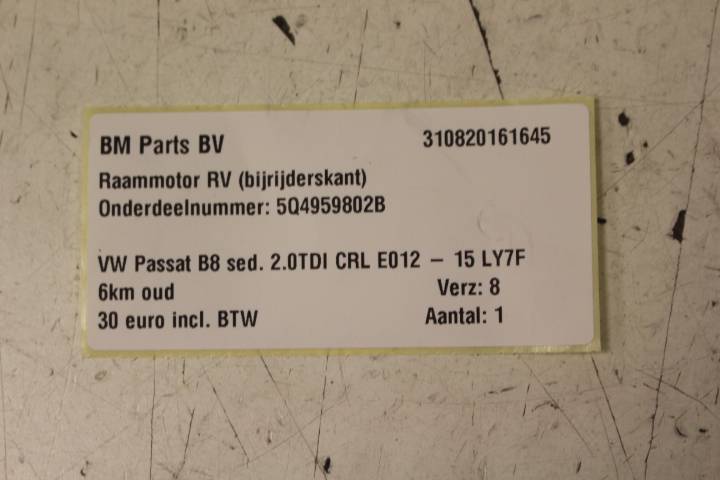 BM Parts BV 310820161645
Raammotor RV (bijrijderskant)
Onderdeelnummer: 5Q4959802B
VW Passat B8 sed. 2.0TDI CRL E012 – 15 LY7F
6km oud Verz: 8
30 euro incl. BTW Aantal: 1